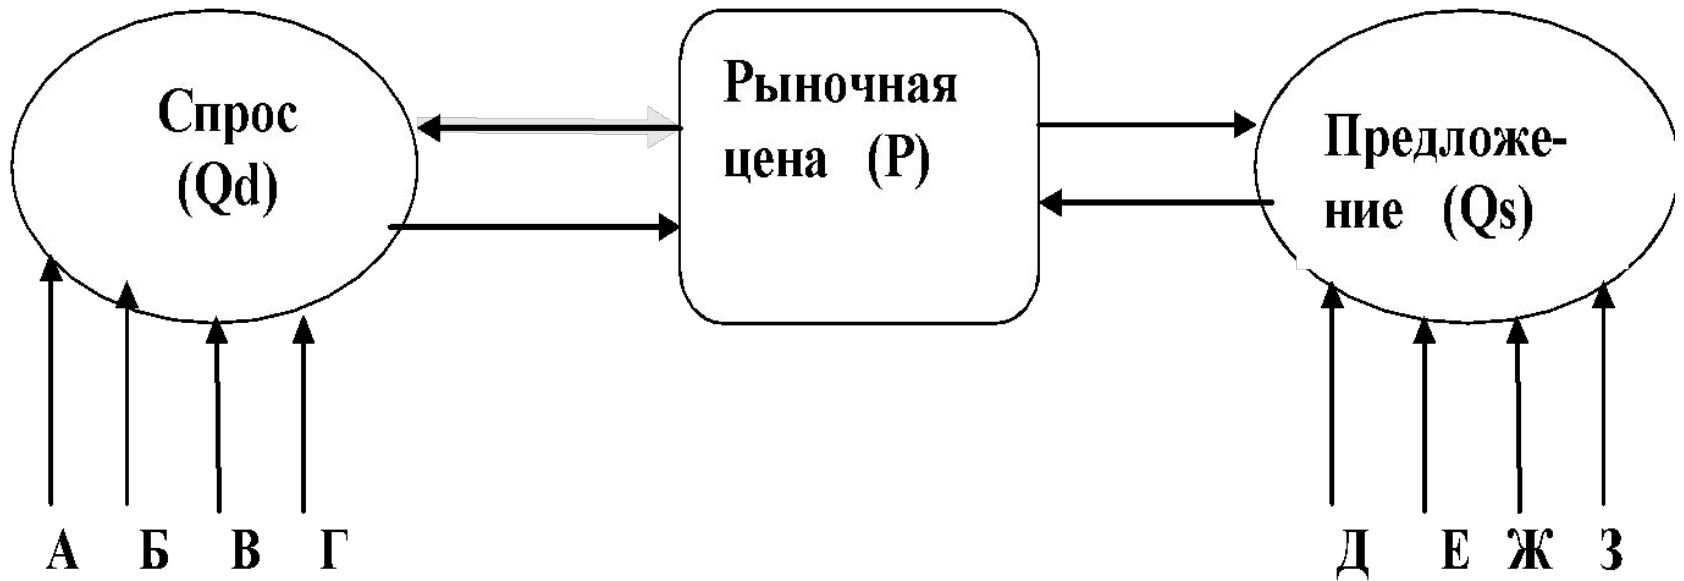 Спрос
(Qd)
Рыночная
цена (P)
Предложе-
ние (Qs)
А Б В Г
Д Е Ж З